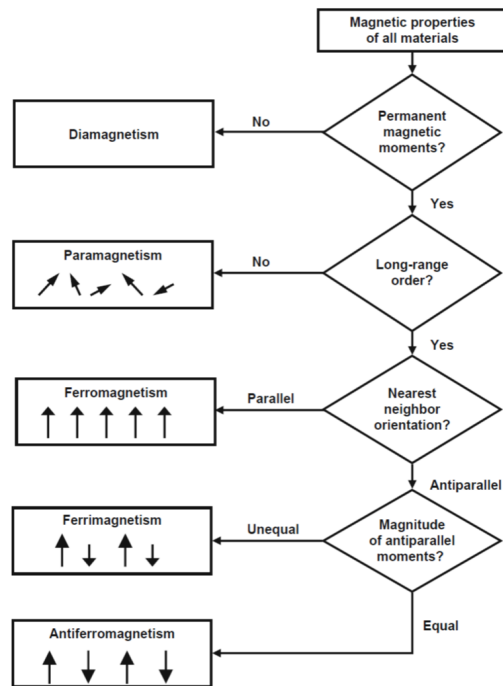 Magnetic properties
of all materials
Permanent
magnetic
moments?
No
Diamagnetism
Yes
Long-range
order?
No
Paramagnetism
Yes
Nearest
neighbor
orientation?
Parallel
Ferromagnetism
Antiparallel
Magnitude
of antiparallel
moments?
Unequal
Ferrimagnetism
Equal
Antiferromagnetism